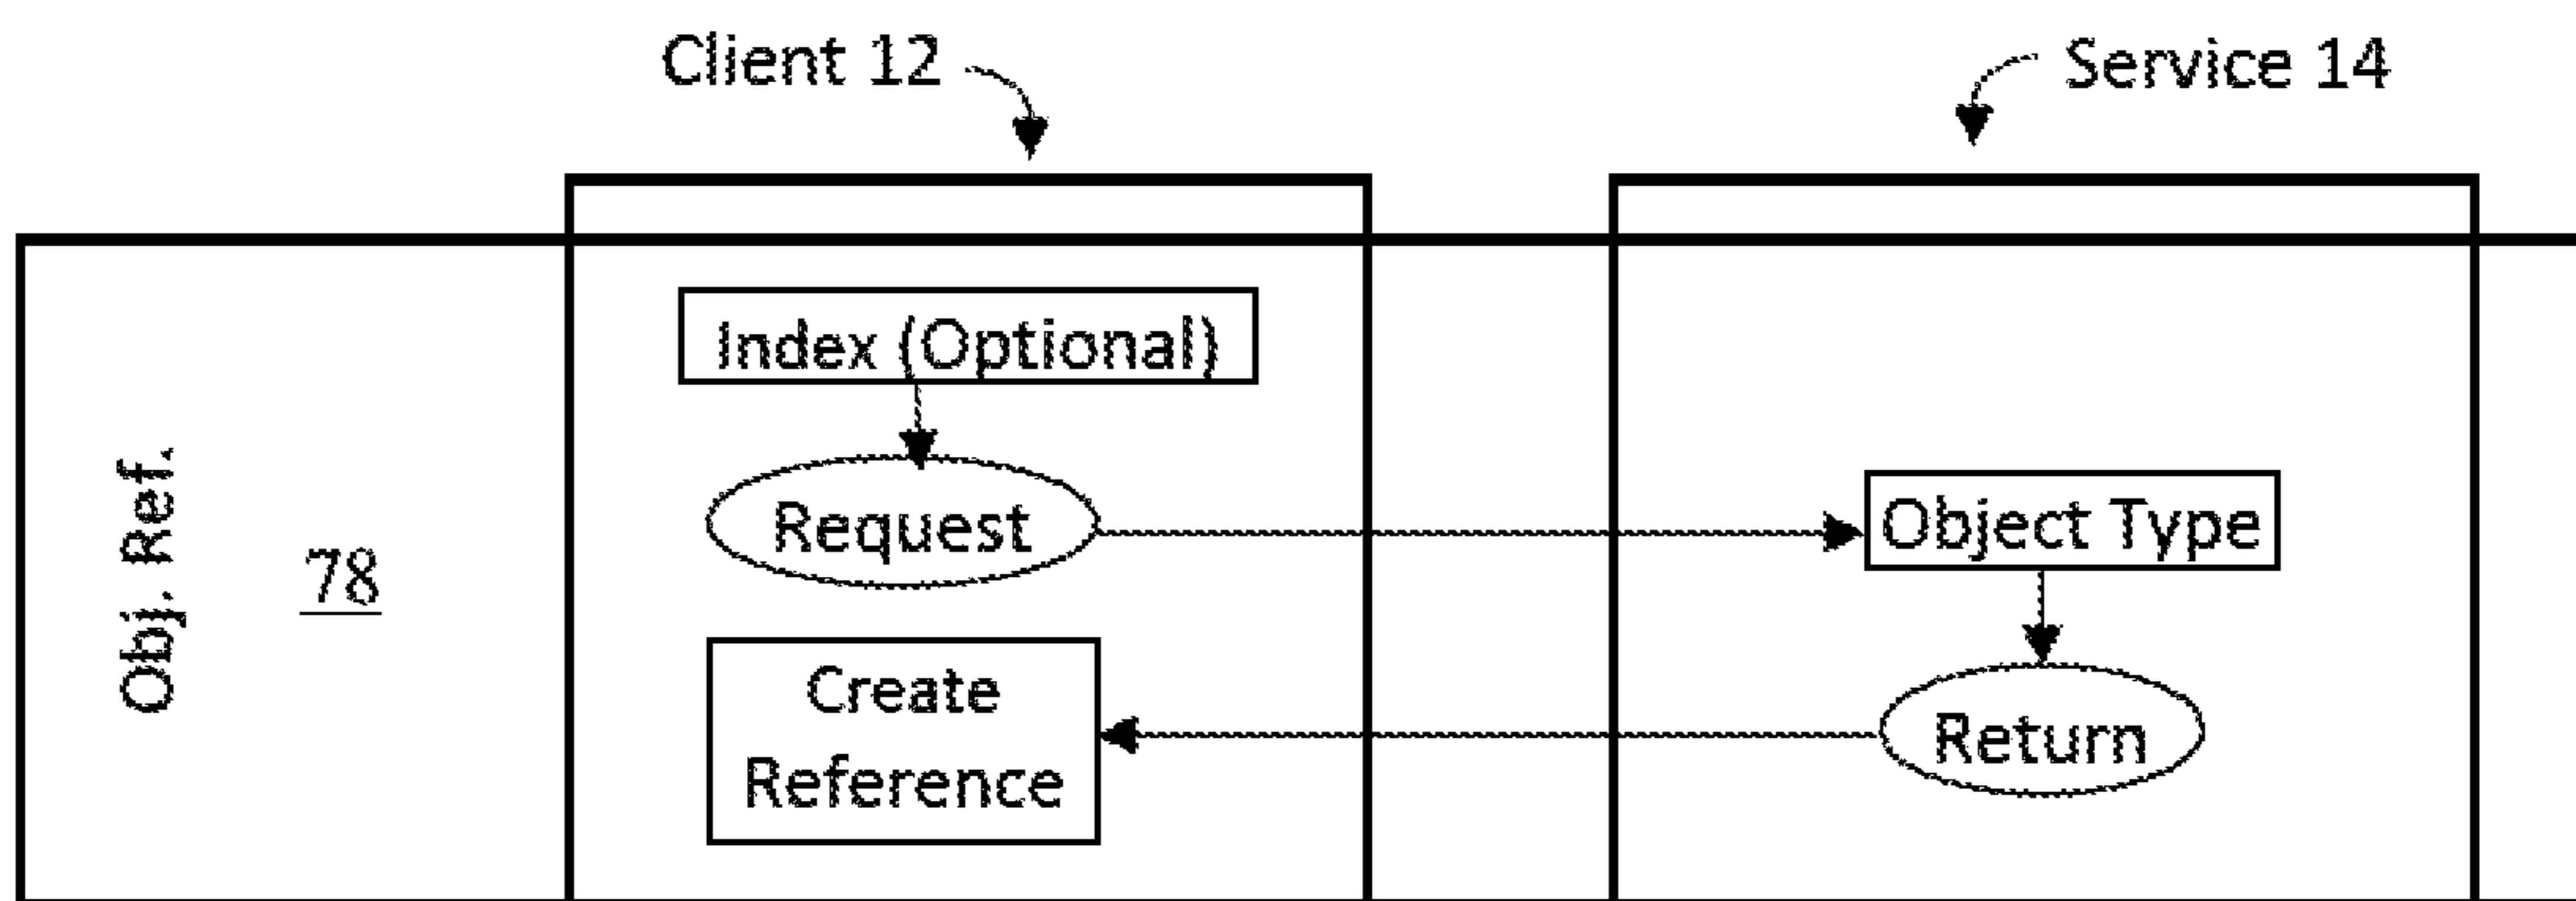 Client 12
Service 14
Obj. Ref.
78
Index (Optional)
Request
Object Type
Create
Reference
Return